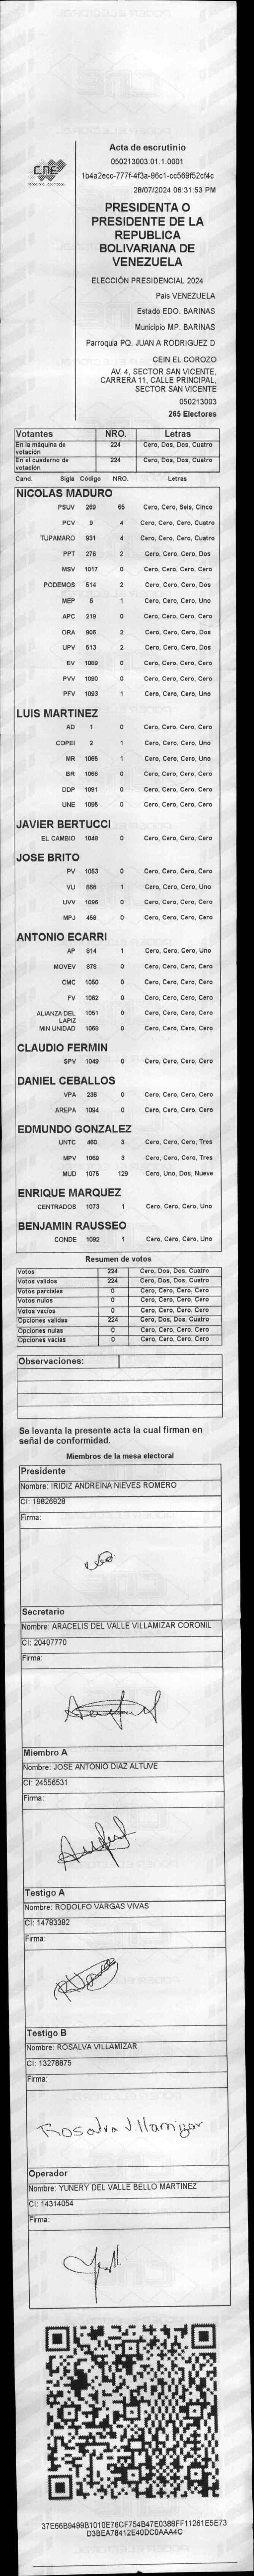 CNE
Acta de escrutinio
050213003.01.1.0001
1b4a2ecc-777f-4f3a-96c1-cc569f52cf4c
28/07/2024 06:31:53 PM
PRESIDENTA O
PRESIDENTE DE LA
REPUBLICA
BOLIVARIANA DE
VENEZUELA
ELECCIÓN PRESIDENCIAL 2024
Pais VENEZUELA
Estado EDO. BARINAS
Municipio MP. BARINAS
Parroquia PQ. JUAN A RODRIGUEZ D
CEIN EL COROZO
AV. 4, SECTOR SAN VICENTE,
CARRERA 11, CALLE PRINCIPAL,
SECTOR SAN VICENTE
050213003
265 Electores
Votantes NRO. Letras
En la máquina de votación 224 Cero, Dos, Dos, Cuatro
En el cuaderno de votación 224 Cero, Dos, Dos, Cuatro
Cand. Sigla Código NRO. Letras
NICOLAS MADURO
PSUV 269 65 Cero, Cero, Seis, Cinco
PCV 9 4 Cero, Cero, Cero, Cuatro
TUPAMARO 931 4 Cero, Cero, Cero, Cuatro
PPT 276 2 Cero, Cero, Cero, Dos
MSV 1017 0 Cero, Cero, Cero, Cero
PODEMOS 514 2 Cero, Cero, Cero, Dos
MEP 6 1 Cero, Cero, Cero, Uno
APC 219 0 Cero, Cero, Cero, Cero
ORA 906 2 Cero, Cero, Cero, Dos
UPV 513 2 Cero, Cero, Cero, Dos
EV 1089 0 Cero, Cero, Cero, Cero
PVV 1090 0 Cero, Cero, Cero, Cero
PFV 1093 1 Cero, Cero, Cero, Uno
LUIS MARTINEZ
AD 1 0 Cero, Cero, Cero, Cero
COPEI 2 1 Cero, Cero, Cero, Uno
MR 1065 1 Cero, Cero, Cero, Uno
BR 1066 0 Cero, Cero, Cero, Cero
DDP 1091 0 Cero, Cero, Cero, Cero
UNE 1095 0 Cero, Cero, Cero, Cero
JAVIER BERTUCCI
EL CAMBIO 1046 0 Cero, Cero, Cero, Cero
JOSE BRITO
PV 1053 0 Cero, Cero, Cero, Cero
VU 868 1 Cero, Cero, Cero, Uno
UVV 1096 0 Cero, Cero, Cero, Cero
MPJ 458 0 Cero, Cero, Cero, Cero
ANTONIO ECARRI
AP 814 1 Cero, Cero, Cero, Uno
MOVEV 879 0 Cero, Cero, Cero, Cero
CMC 1050 0 Cero, Cero, Cero, Cero
FV 1062 0 Cero, Cero, Cero, Cero
ALIANZA DEL LAPIZ 1051 0 Cero, Cero, Cero, Cero
MIN UNIDAD 1068 0 Cero, Cero, Cero, Cero
CLAUDIO FERMIN
SPV 1049 0 Cero, Cero, Cero, Cero
DANIEL CEBALLOS
VPA 236 0 Cero, Cero, Cero, Cero
AREPA 1094 0 Cero, Cero, Cero, Cero
EDMUNDO GONZALEZ
UNTC 460 3 Cero, Cero, Cero, Tres
MPV 1069 3 Cero, Cero, Cero, Tres
MUD 1075 129 Cero, Uno, Dos, Nueve
ENRIQUE MARQUEZ
CENTRADOS 1073 1 Cero, Cero, Cero, Uno
BENJAMIN RAUSSEO
CONDE 1092 1 Cero, Cero, Cero, Uno
Resumen de votos
Votos 224 Cero, Dos, Dos, Cuatro
Votos validos 224 Cero, Dos, Dos, Cuatro
Votos parciales 0 Cero, Cero, Cero, Cero
Votos nulos 0 Cero, Cero, Cero, Cero
Votos vacios 0 Cero, Cero, Cero, Cero
Opciones validas 224 Cero, Dos, Dos, Cuatro
Opciones nulas 0 Cero, Cero, Cero, Cero
Opciones vacias 0 Cero, Cero, Cero, Cero
Observaciones:
Se levanta la presente acta la cual firman en
señal de conformidad.
Miembros de la mesa electoral
Presidente
Nombre: IRIDIZ ANDREINA NIEVES ROMERO
CI: 19826928
Firma:
Secretario
Nombre: ARACELIS DEL VALLE VILLAMIZAR CORONIL
CI: 20407770
Firma:
Miembro A
Nombre: JOSE ANTONIO DIAZ ALTUVE
CI: 24556531
Firma:
Testigo A
Nombre: RODOLFO VARGAS VIVAS
CI: 14783382
Firma:
Testigo B
Nombre: ROSALVA VILLAMIZAR
CI: 13278875
Firma:
Rosalva Villamizar
Operador
Nombre: YUNERY DEL VALLE BELLO MARTINEZ
CI: 14314054
Firma:
37E66B9499B1010E76CF754B47E0388FF11261E5E73
D3BEA78412E40DC0AAA4C